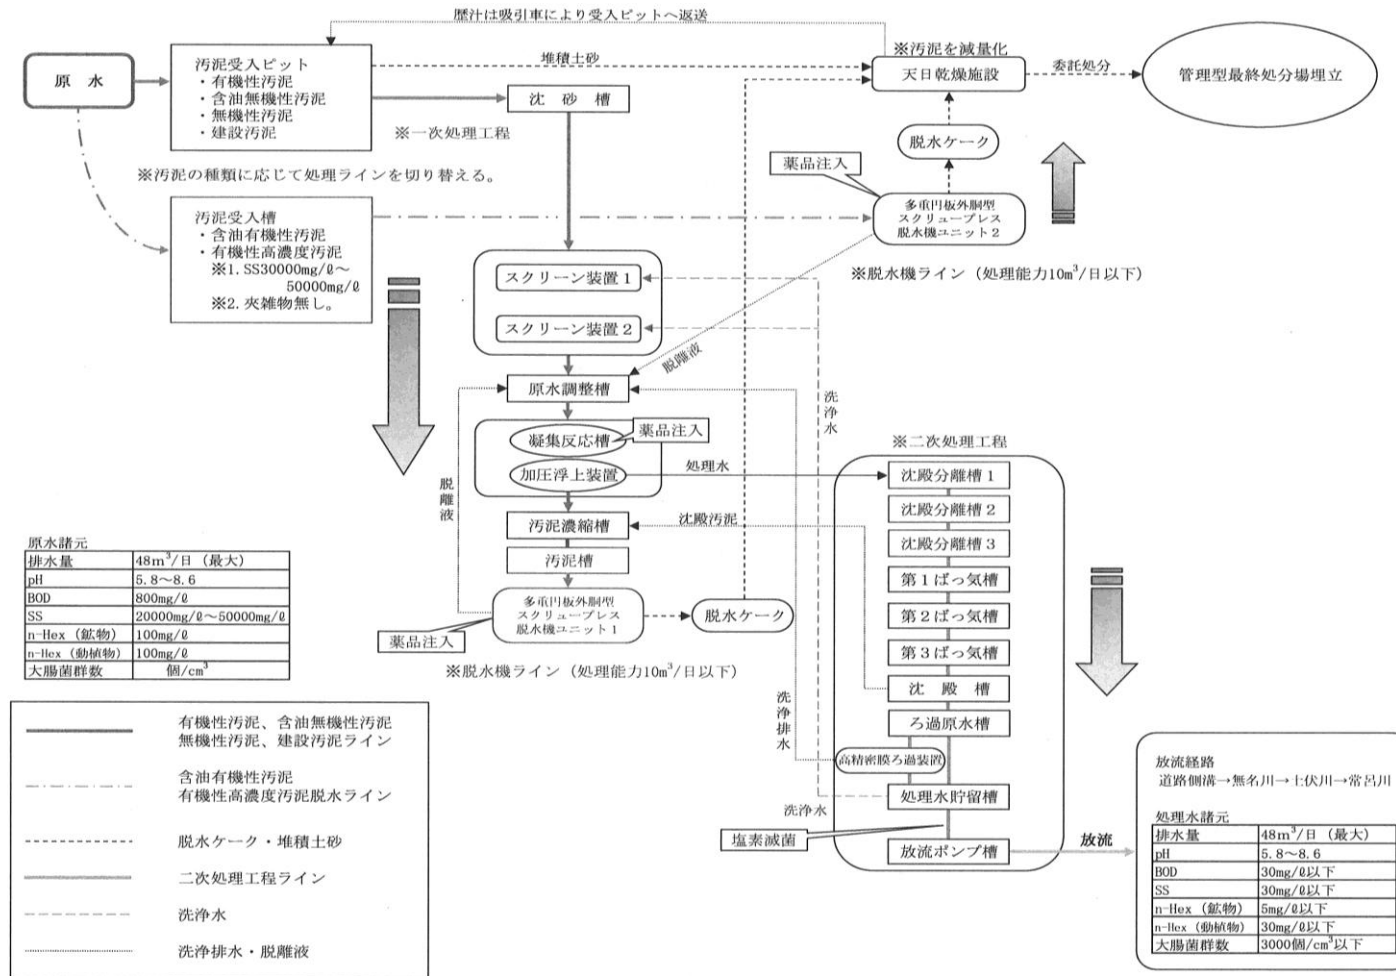 歴汁は吸引車により受入ピットへ返送
原　水
汚泥受入ピット
・有機性汚泥
・含油無機性汚泥
・無機性汚泥
・建設汚泥
堆積土砂
※汚泥を減量化
天日乾燥施設
委託処分
管理型最終処分場埋立
沈 砂 槽
※一次処理工程
脱水ケーク
薬品注入
※汚泥の種類に応じて処理ラインを切り替える。
汚泥受入槽
・含油有機性汚泥
・有機性高濃度汚泥
※1. SS30000mg/ℓ～
50000mg/ℓ
※2. 夾雑物無し。
多重円板外胴型
スクリュープレス
脱水機ユニット2
※脱水機ライン（処理能力10m³/日以下）
スクリーン装置1
スクリーン装置2
脱離液
原水調整槽
洗浄水
凝集反応槽
薬品注入
加圧浮上装置
処理水
脱離液
汚泥濃縮槽
沈殿汚泥
汚泥槽
多重円板外胴型
スクリュープレス
脱水機ユニット1
薬品注入
脱水ケーク
※脱水機ライン（処理能力10m³/日以下）
※二次処理工程
沈殿分離槽1
沈殿分離槽2
沈殿分離槽3
第1ばっ気槽
第2ばっ気槽
第3ばっ気槽
沈　殿　槽
ろ過原水槽
洗浄排水
高精密膜ろ過装置
処理水貯留槽
洗浄水
塩素滅菌
放流ポンプ槽
放流
原水諸元
排水量 48m³/日（最大）
pH 5.8～8.6
BOD 800mg/ℓ
SS 20000mg/ℓ～50000mg/ℓ
n-Hex（鉱物） 100mg/ℓ
n-Hex（動植物） 100mg/ℓ
大腸菌群数 個/cm³
有機性汚泥、含油無機性汚泥
無機性汚泥、建設汚泥ライン
含油有機性汚泥
有機性高濃度汚泥脱水ライン
脱水ケーク・堆積土砂
二次処理工程ライン
洗浄水
洗浄排水・脱離液
放流経路
道路側溝→無名川→土伏川→常呂川
処理水諸元
排水量 48m³/日（最大）
pH 5.8～8.6
BOD 30mg/ℓ以下
SS 30mg/ℓ以下
n-Hex（鉱物） 5mg/ℓ以下
n-Hex（動植物） 30mg/ℓ以下
大腸菌群数 3000個/cm³以下